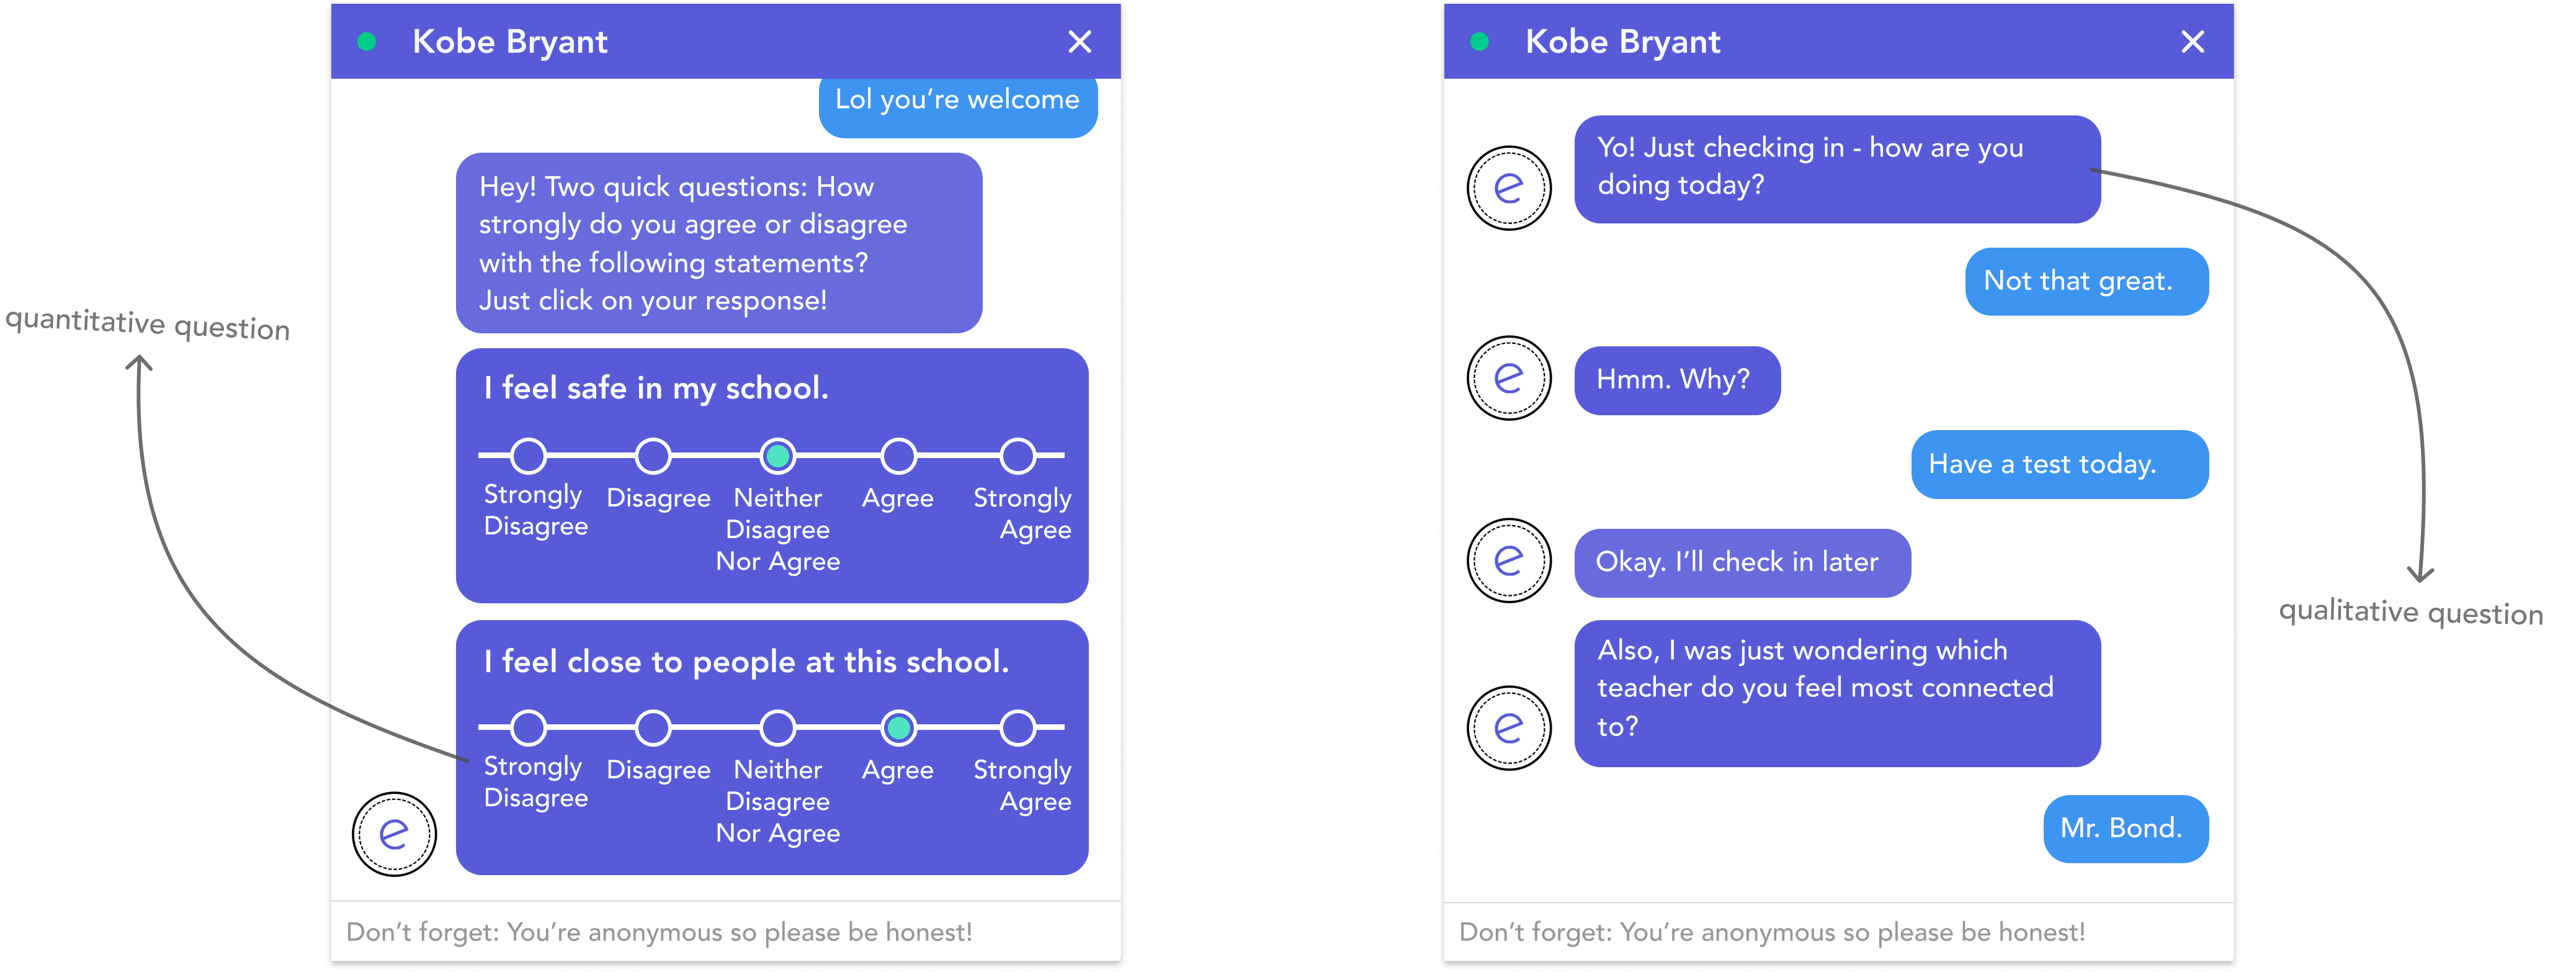 quantitative question
Kobe Bryant
Lol you’re welcome
Hey! Two quick questions: How
strongly do you agree or disagree
with the following statements?
Just click on your response!
I feel safe in my school.
Strongly Disagree
Disagree
Neither Disagree Nor Agree
Agree
Strongly Agree
I feel close to people at this school.
Strongly Disagree
Disagree
Neither Disagree Nor Agree
Agree
Strongly Agree
e
Don’t forget: You’re anonymous so please be honest!
Kobe Bryant
e
Yo! Just checking in - how are you
doing today?
Not that great.
e
Hmm. Why?
Have a test today.
e
Okay. I’ll check in later
e
Also, I was just wondering which
teacher do you feel most connected
to?
Mr. Bond.
Don’t forget: You’re anonymous so please be honest!
qualitative question